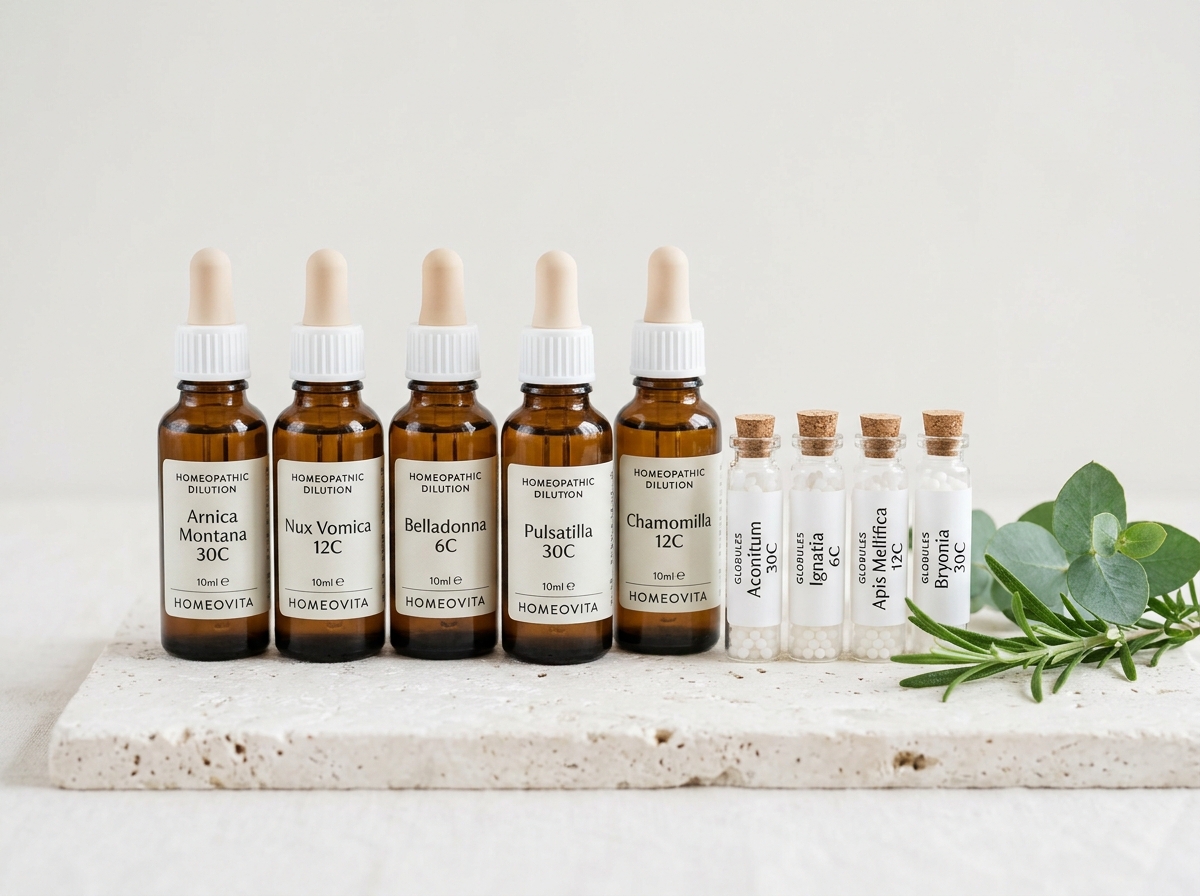 HOMEOPATHIC
DILUTION
Arnica
Montana
30C
10ml ℮
HOMEOVITA
HOMEOPATHIC
DILUTION
Nux Vomica
12C
10ml ℮
HOMEOVITA
HOMEOPATHIC
DILUTION
Belladonna
6C
10ml ℮
HOMEOVITA
HOMEOPATHIC
DILUTYON
Pulsatilla
30C
10ml ℮
HOMEOVITA
HOMEOPATHIC
DILUTION
Chamomilla
12C
10ml ℮
HOMEOVITA
GLOBULES
Aconitum
30C
GLOBULES
Ignatia
6C
GLOBULES
Apis Mellifica
12C
GLOBULES
Bryonia
30C